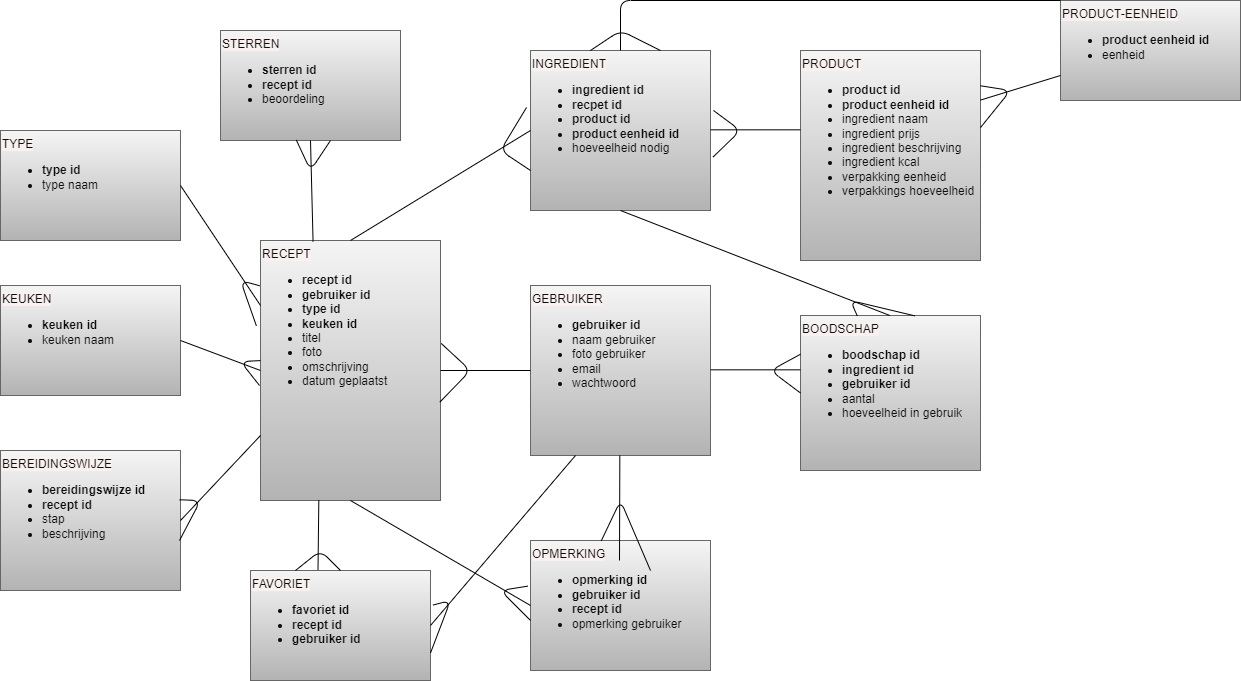 PRODUCT-EENHEID
product eenheid id
eenheid
STERREN
sterren id
recept id
beoordeling
INGREDIENT
ingredient id
recpet id
product id
product eenheid id
hoeveelheid nodig
PRODUCT
product id
product eenheid id
ingredient naam
ingredient prijs
ingredient beschrijving
ingredient kcal
verpakking eenheid
verpakkings hoeveelheid
TYPE
type id
type naam
RECEPT
recept id
gebruiker id
type id
keuken id
titel
foto
omschrijving
datum geplaatst
KEUKEN
keuken id
keuken naam
GEBRUIKER
gebruiker id
naam gebruiker
foto gebruiker
email
wachtwoord
BOODSCHAP
boodschap id
ingredient id
gebruiker id
aantal
hoeveelheid in gebruik
BEREIDINGSWIJZE
bereidingswijze id
recept id
stap
beschrijving
OPMERKING
opmerking id
gebruiker id
recept id
opmerking gebruiker
FAVORIET
favoriet id
recept id
gebruiker id